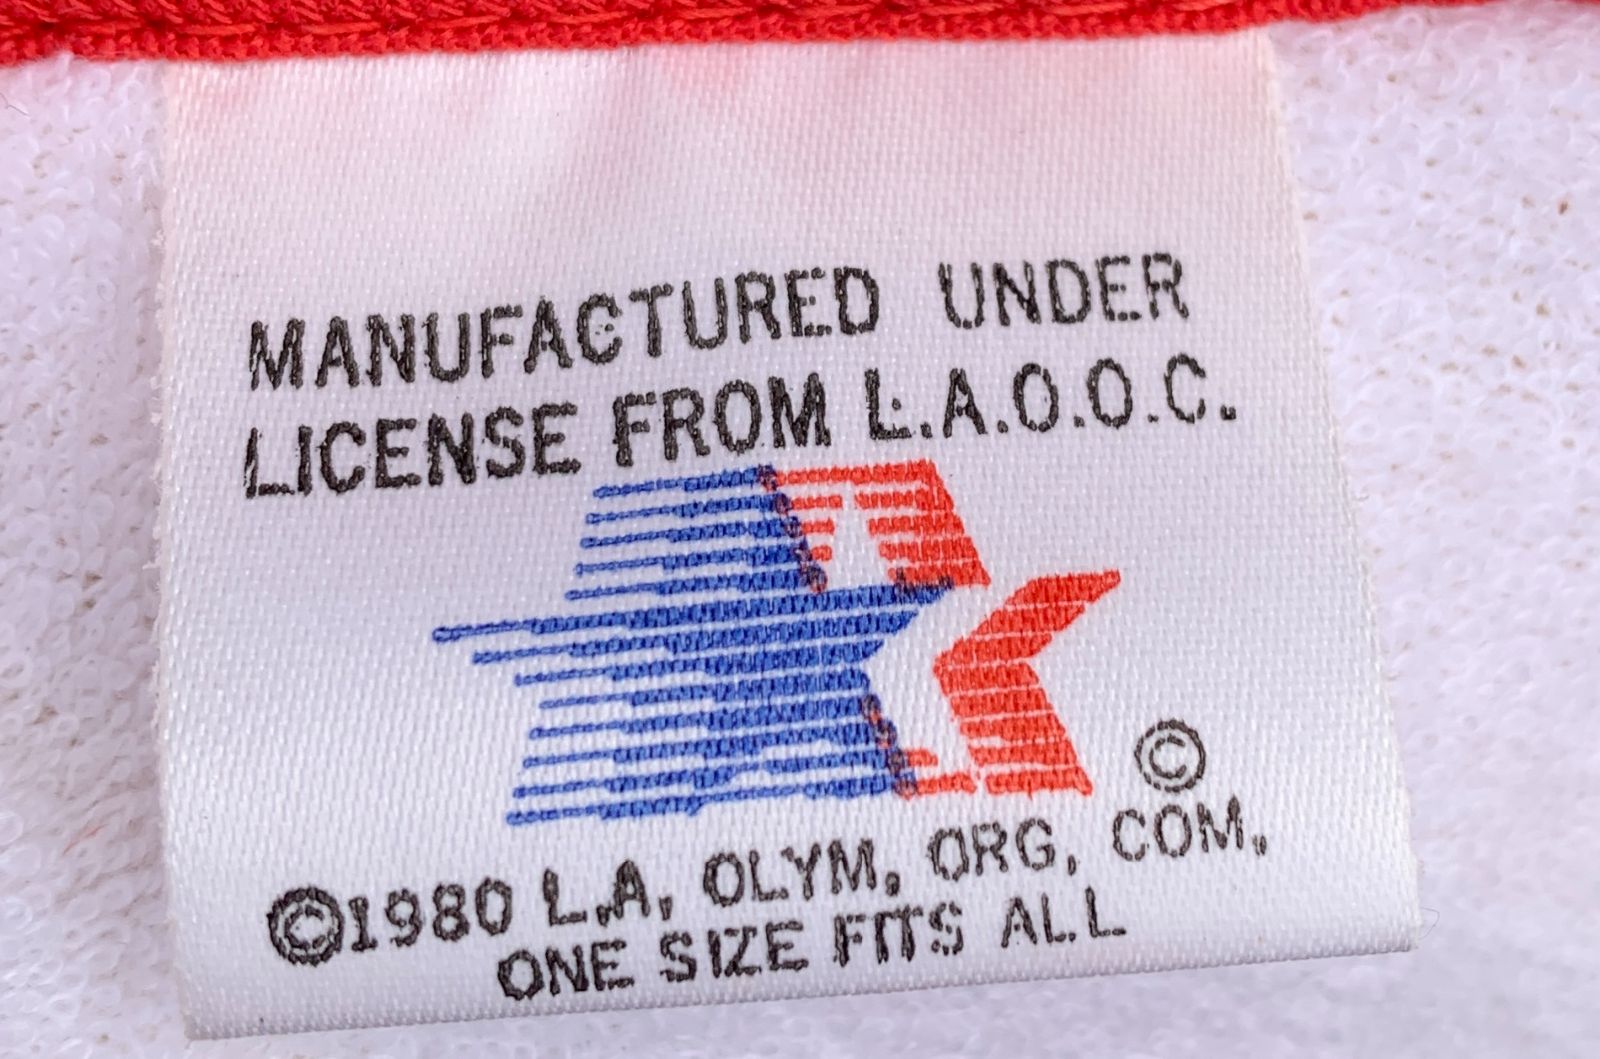 MANUFACTURED UNDER
LICENSE FROM L.A.O.O.C.
©
©1980 L.A. OLYM. ORG. COM.
ONE SIZE FITS ALL